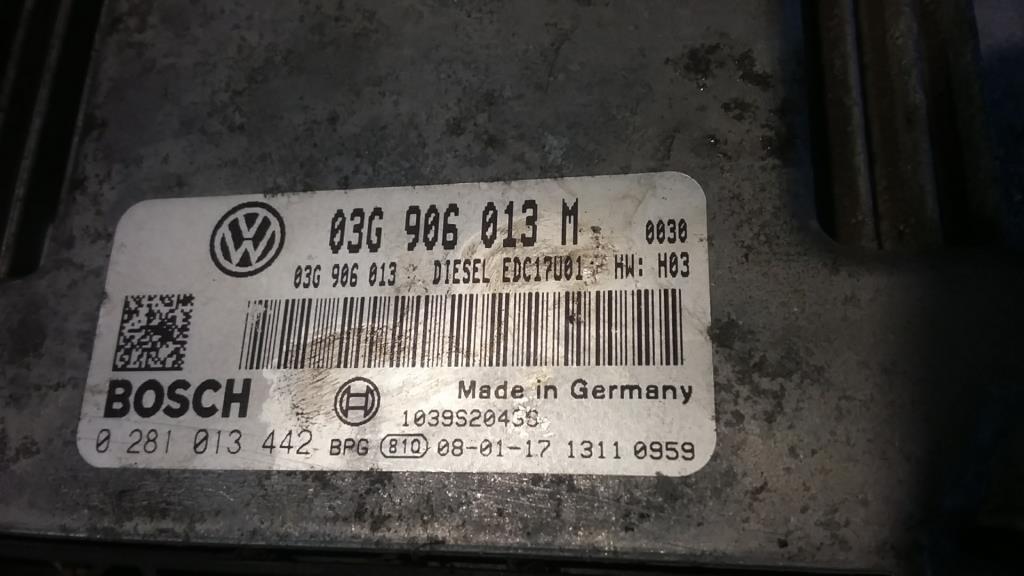 03G 906 013 M 0030
03G 906 013 DIESEL EDC17U01 HW: H03
BOSCH
Made in Germany
0 281 013 442 BPG 810 08-01-17 1311 0959